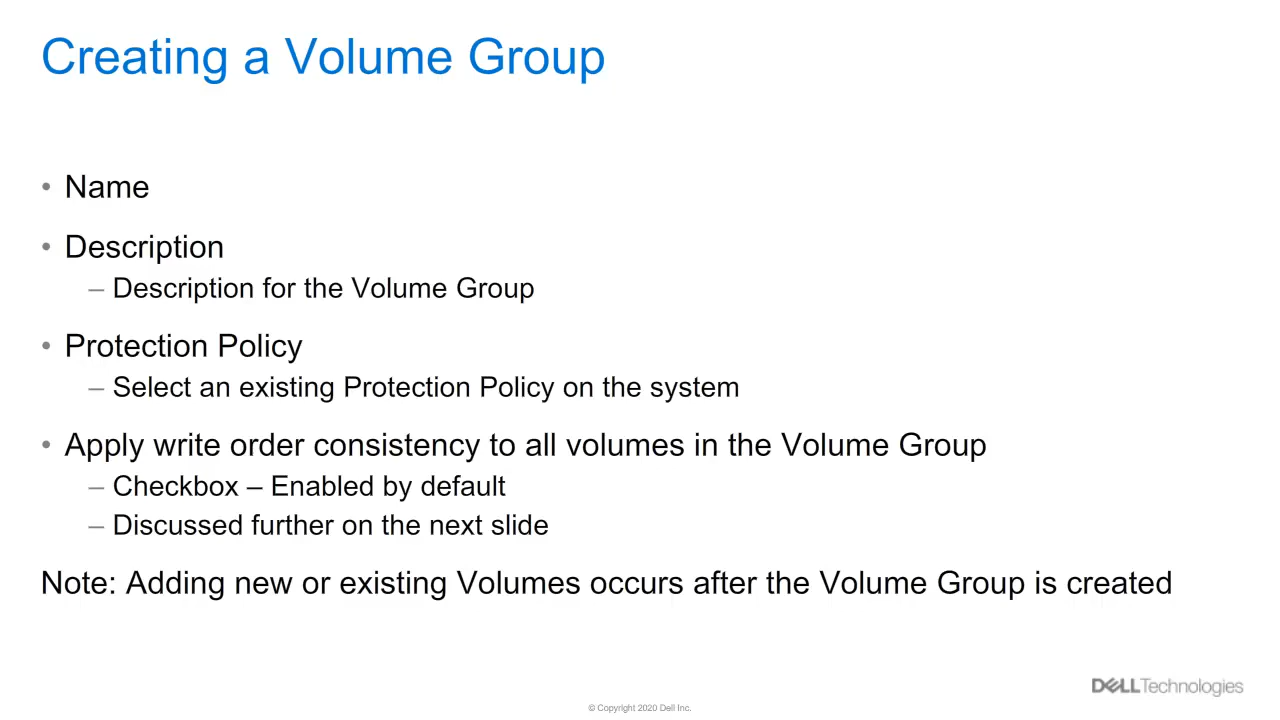 Creating a Volume Group
• Name
• Description
– Description for the Volume Group
• Protection Policy
– Select an existing Protection Policy on the system
• Apply write order consistency to all volumes in the Volume Group
– Checkbox – Enabled by default
– Discussed further on the next slide
Note: Adding new or existing Volumes occurs after the Volume Group is created
DELLTechnologies
© Copyright 2020 Dell Inc.